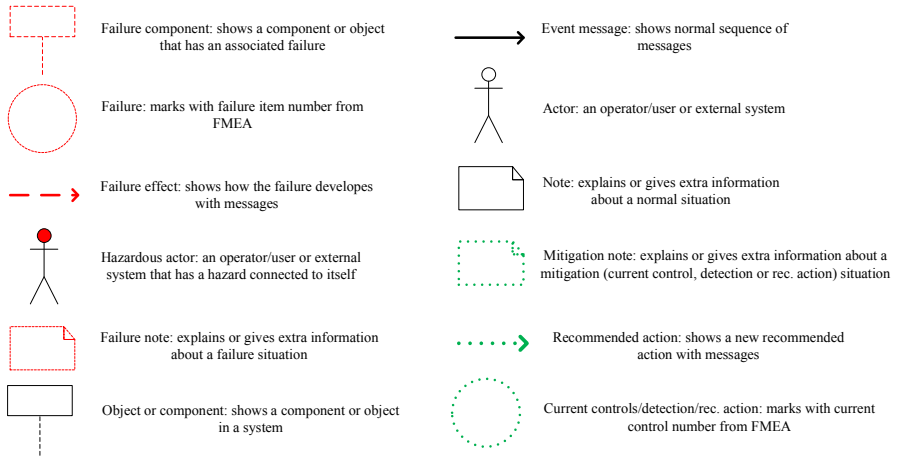 Failure component: shows a component or object
that has an associated failure
Failure: marks with failure item number from
FMEA
Failure effect: shows how the failure developes
with messages
Hazardous actor: an operator/user or external
system that has a hazard connected to itself
Failure note: explains or gives extra information
about a failure situation
Object or component: shows a component or object
in a system
Event message: shows normal sequence of
messages
Actor: an operator/user or external system
Note: explains or gives extra information
about a normal situation
Mitigation note: explains or gives extra information about a
mitigation (current control, detection or rec. action) situation
Recommended action: shows a new recommended
action with messages
Current controls/detection/rec. action: marks with current
control number from FMEA